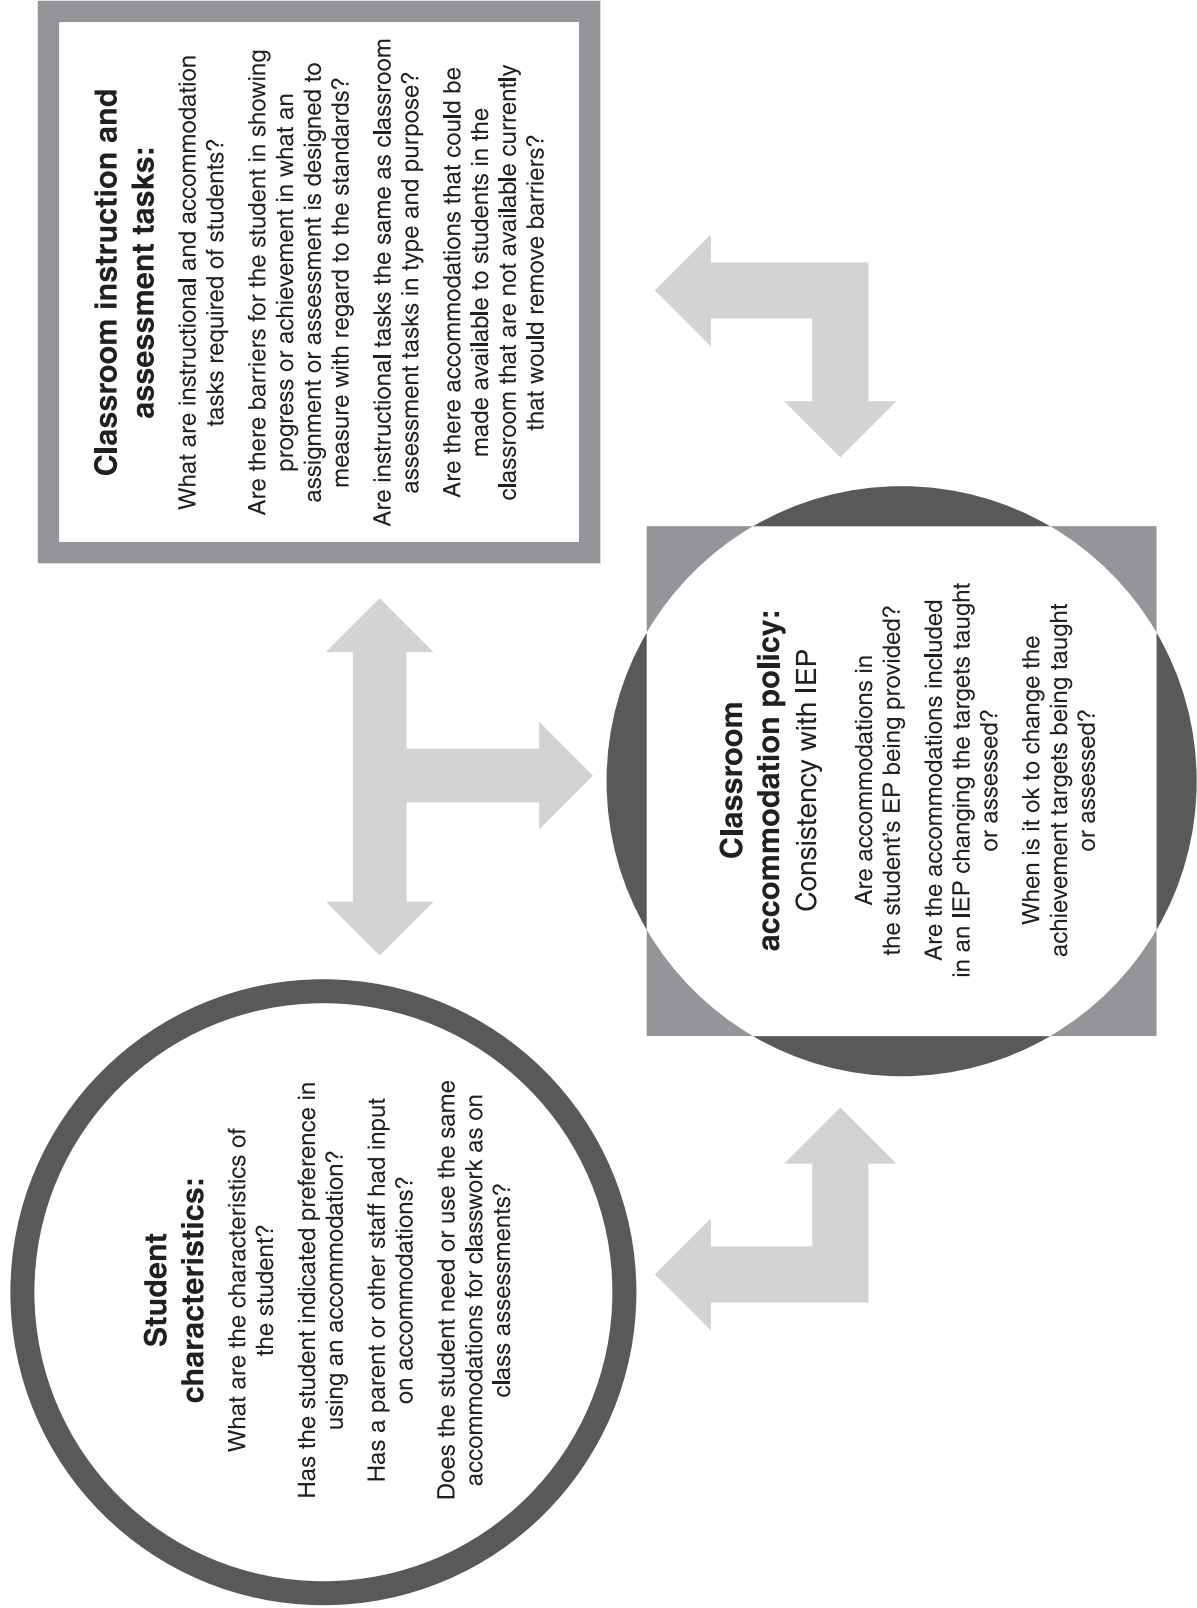 Student
characteristics:
What are the characteristics of
the student?
Has the student indicated preference in
using an accommodation?
Has a parent or other staff had input
on accommodations?
Does the student need or use the same
accommodations for classwork as on
class assessments?
Classroom instruction and
assessment tasks:
What are instructional and accommodation
tasks required of students?
Are there barriers for the student in showing
progress or achievement in what an
assignment or assessment is designed to
measure with regard to the standards?
Are instructional tasks the same as classroom
assessment tasks in type and purpose?
Are there accommodations that could be
made available to students in the
classroom that are not available currently
that would remove barriers?
Classroom
accommodation policy:
Consistency with IEP
Are accommodations in
the student's EP being provided?
Are the accommodations included
in an IEP changing the targets taught
or assessed?
When is it ok to change the
achievement targets being taught
or assessed?